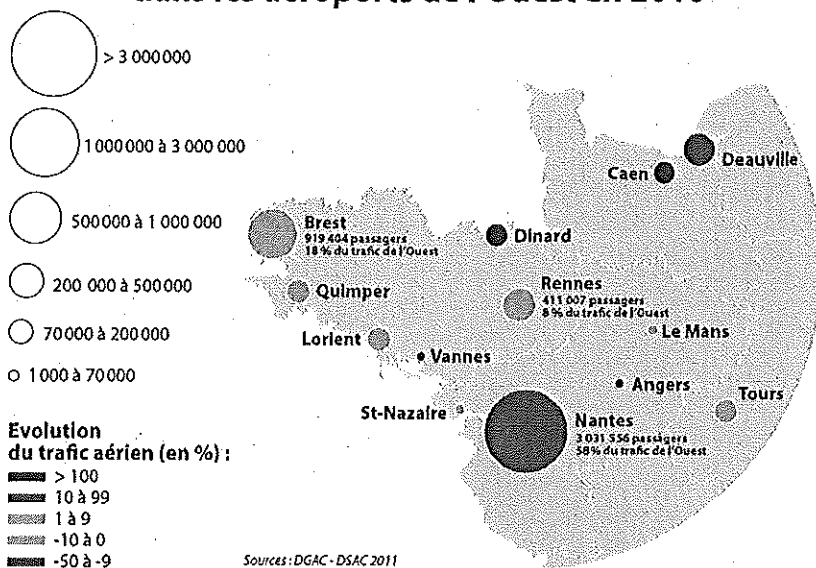 dans les aéroports de l'Ouest en 2010
> 3 000 000
1 000 000 à 3 000 000
500 000 à 1 000 000
200 000 à 500 000
70 000 à 200 000
1 000 à 70 000
Evolution
du trafic aérien (en %) :
> 100
10 à 99
1 à 9
-10 à 0
-50 à -9
Deauville
Caen
Brest
919 404 passagers
18 % du trafic de l'Ouest
Dinard
Quimper
Rennes
411 007 passagers
8 % du trafic de l'Ouest
Lorient
Le Mans
Vannes
Angers
Tours
St-Nazaire
Nantes
3 031 556 passagers
58% du trafic de l'Ouest
Sources : DGAC - DSAC 2011